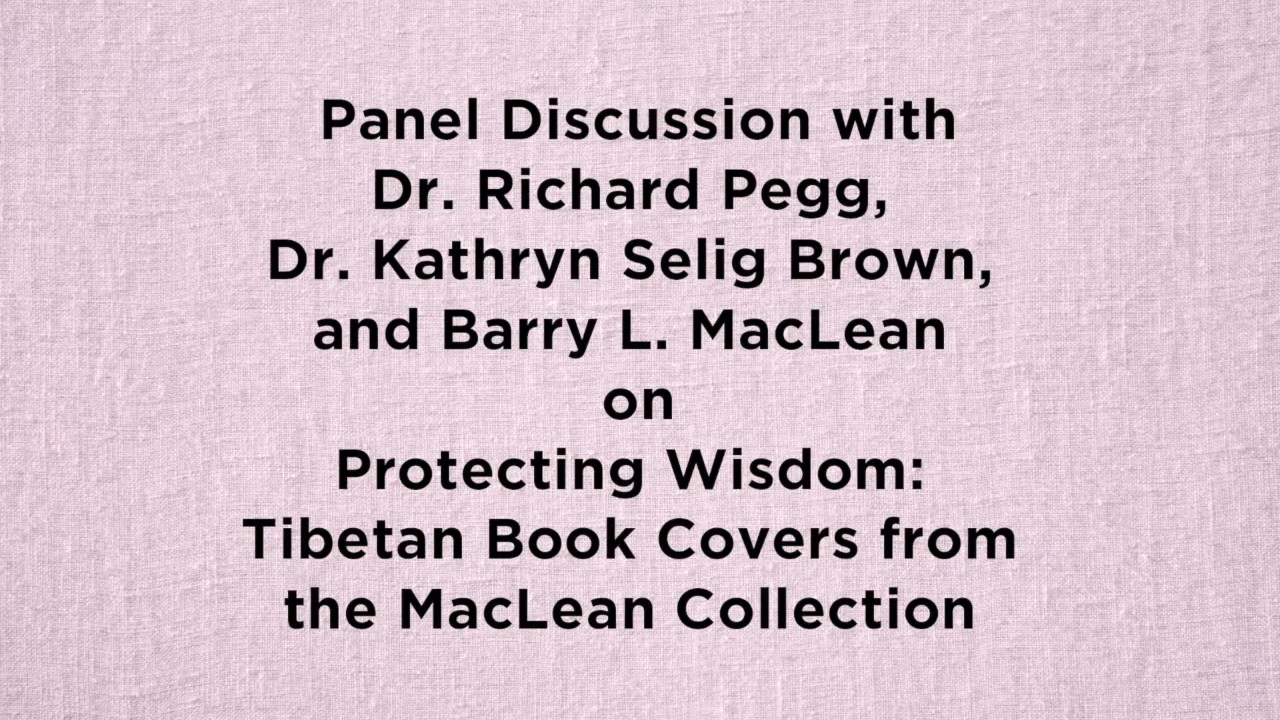 Panel Discussion with
Dr. Richard Pegg,
Dr. Kathryn Selig Brown,
and Barry L. MacLean
on
Protecting Wisdom:
Tibetan Book Covers from
the MacLean Collection